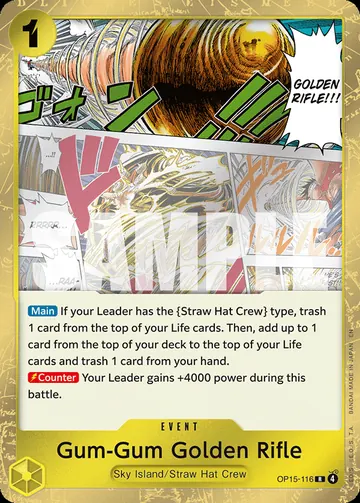 1
GOLDEN
RIFLE!!!
ゴォン
SAMPLE
Main If your Leader has the {Straw Hat Crew} type, trash
1 card from the top of your Life cards. Then, add up to 1
card from the top of your deck to the top of your Life
cards and trash 1 card from your hand.
Counter Your Leader gains +4000 power during this
battle.
EVENT
Gum-Gum Golden Rifle
Sky Island/Straw Hat Crew
OP15-116 R 4
BANDAI MADE IN JAPAN EN